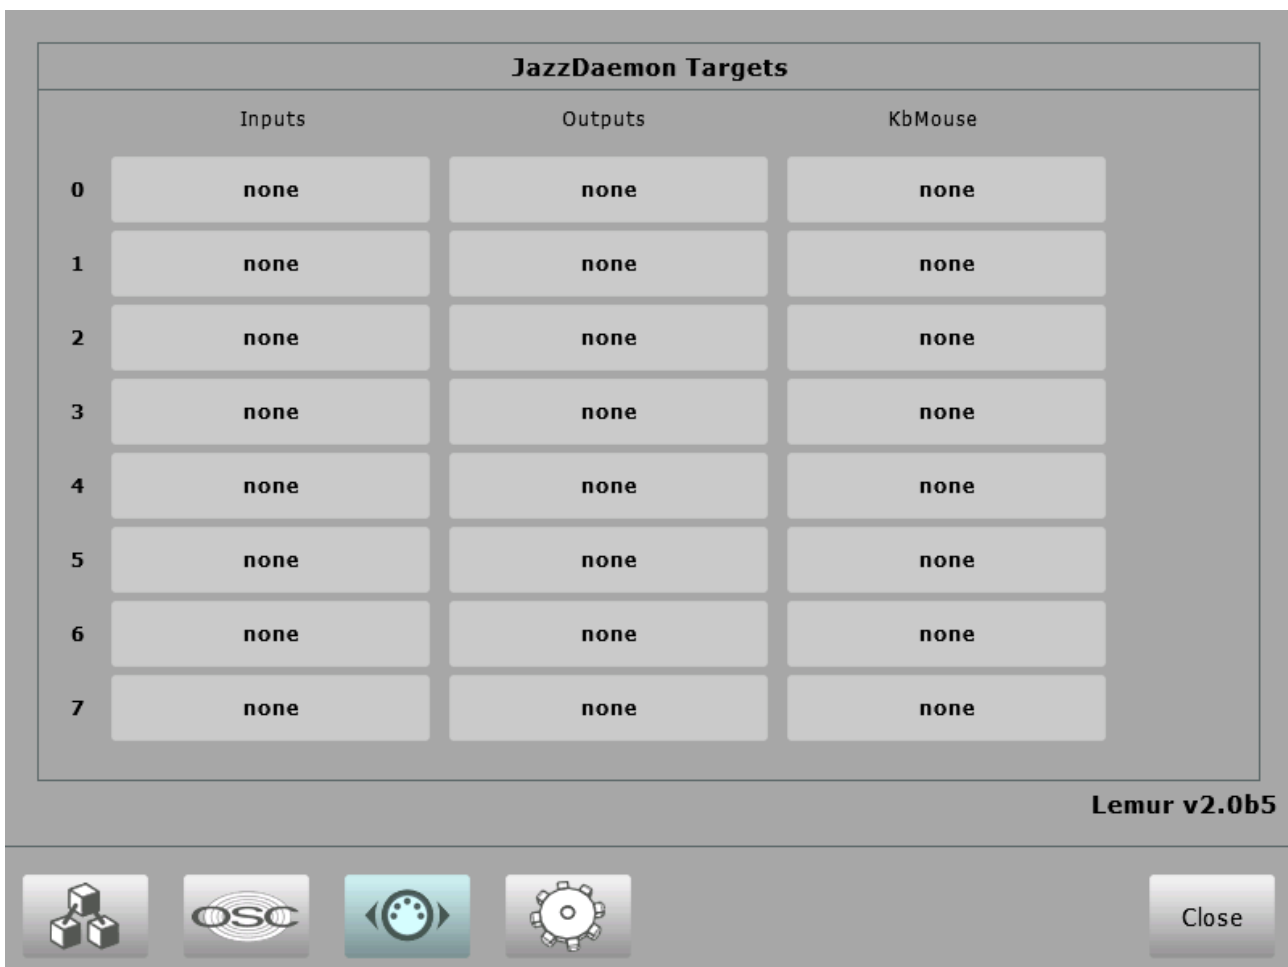 JazzDaemon Targets
Inputs Outputs KbMouse
0 none none none
1 none none none
2 none none none
3 none none none
4 none none none
5 none none none
6 none none none
7 none none none
Lemur v2.0b5
OSC Close